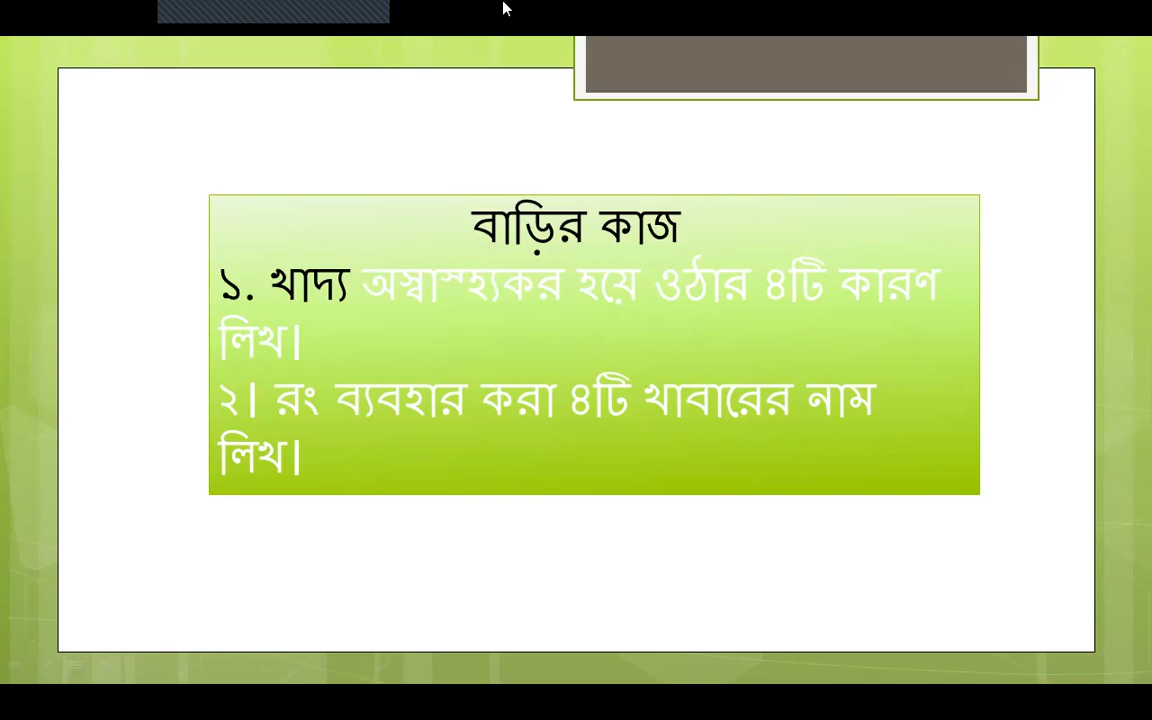 বাড়ির কাজ
১. খাদ্য অস্বাস্হ্যকর হয়ে ওঠার ৪টি কারণ
লিখ।
২। রং ব্যবহার করা ৪টি খাবারের নাম
লিখ।